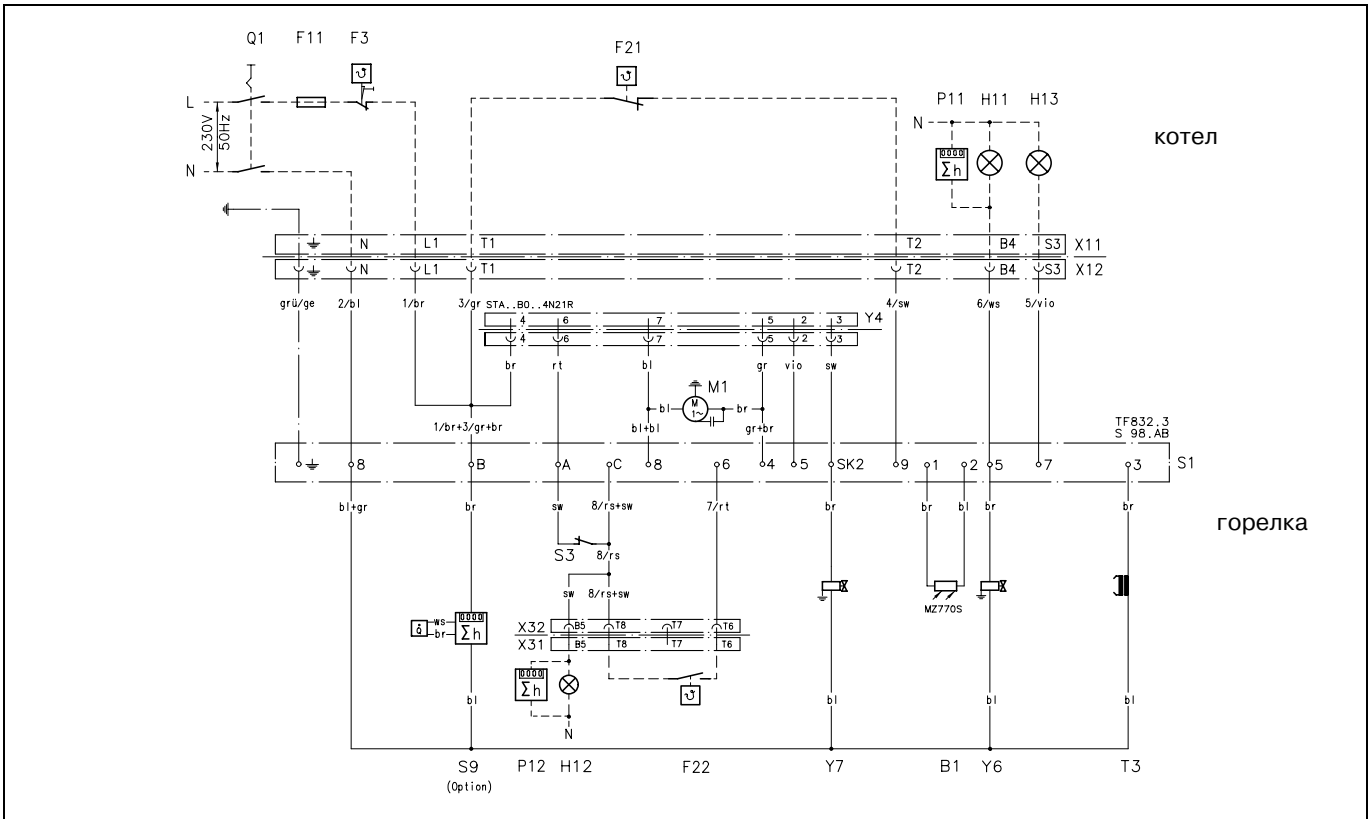 Q1 F11 F3 F21
L
230V
50Hz
N
P11 H11 H13
N
0000
Σh
котел
N L1 T1 T2 B4 S3 X11
N L1 T1 T2 B4 S3 X12
grü/ge 2/bl 1/br 3/gr STA..B0..4N21R 4/sw 6/ws 5/vio
4 6 7 5 2 3 Y4
4 6 7 5 2 3
br rt bl gr vio sw
M1
bl M br
1~
1/br+3/gr+br bl+bl gr+br
TF832.3
S 98.AB
8 B A C 8 6 4 5 SK2 9 1 2 5 7 3 S1
bl+gr br sw 8/rs+sw 7/rt br br bl br br
горелка
S3 8/rs
sw 8/rs+sw
MZ770S
ws
br
0000
Σh
X32 B5 T8 T7 T6
X31 B5 T8 T7 T6
0000
Σh
ϑ
bl bl bl bl
N
S9 P12 H12 F22 Y7 B1 Y6 T3
(Option)